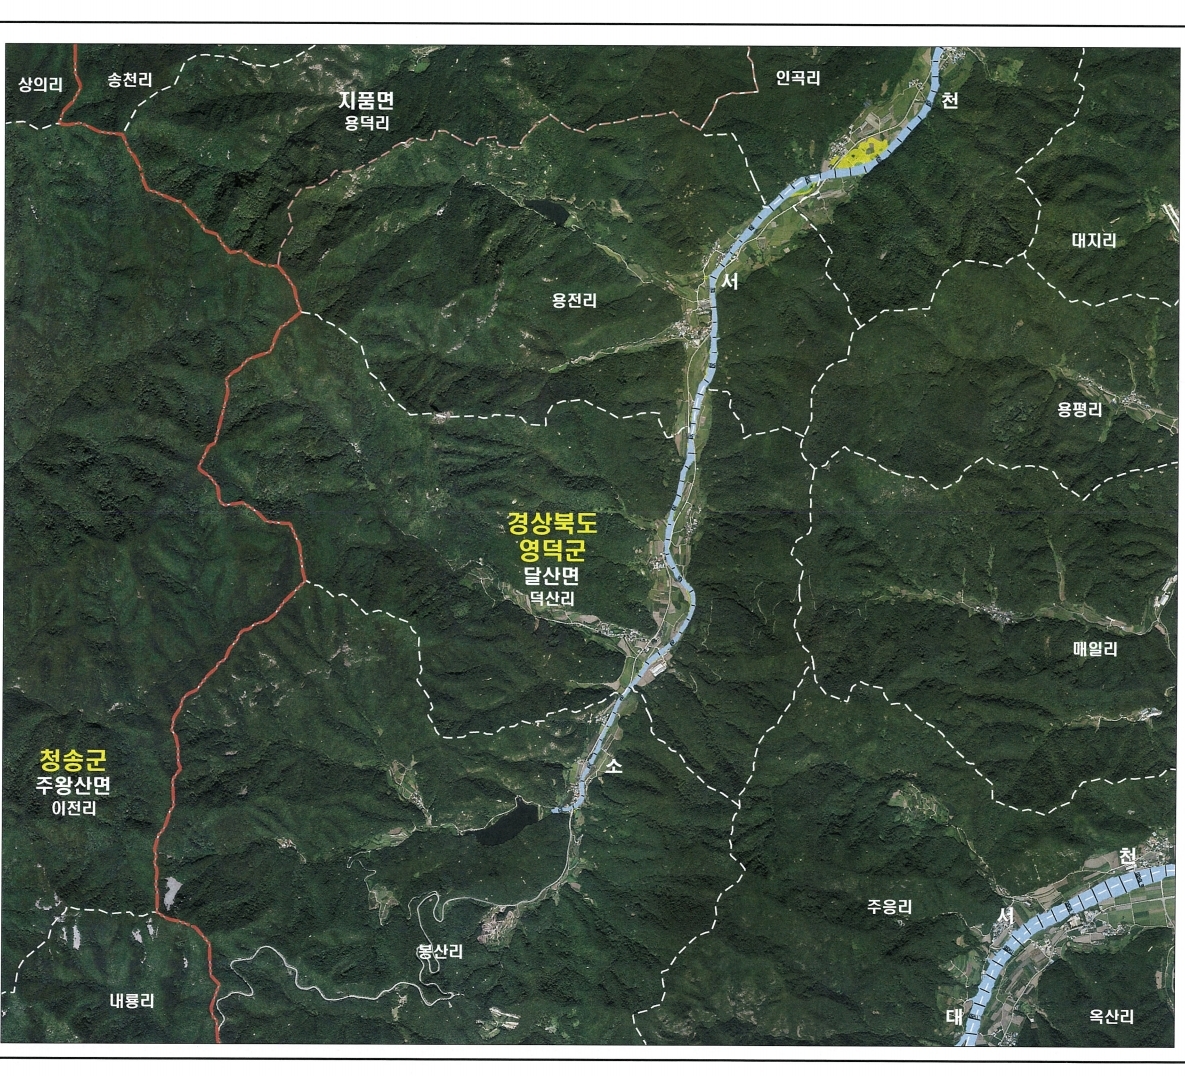 상의리
송천리
지품면
용덕리
인곡리
천
대지리
서
용전리
용평리
경상북도
영덕군
달산면
덕산리
매일리
청송군
주왕산면
이전리
소
천
주응리
서
봉산리
내룡리
대
옥산리